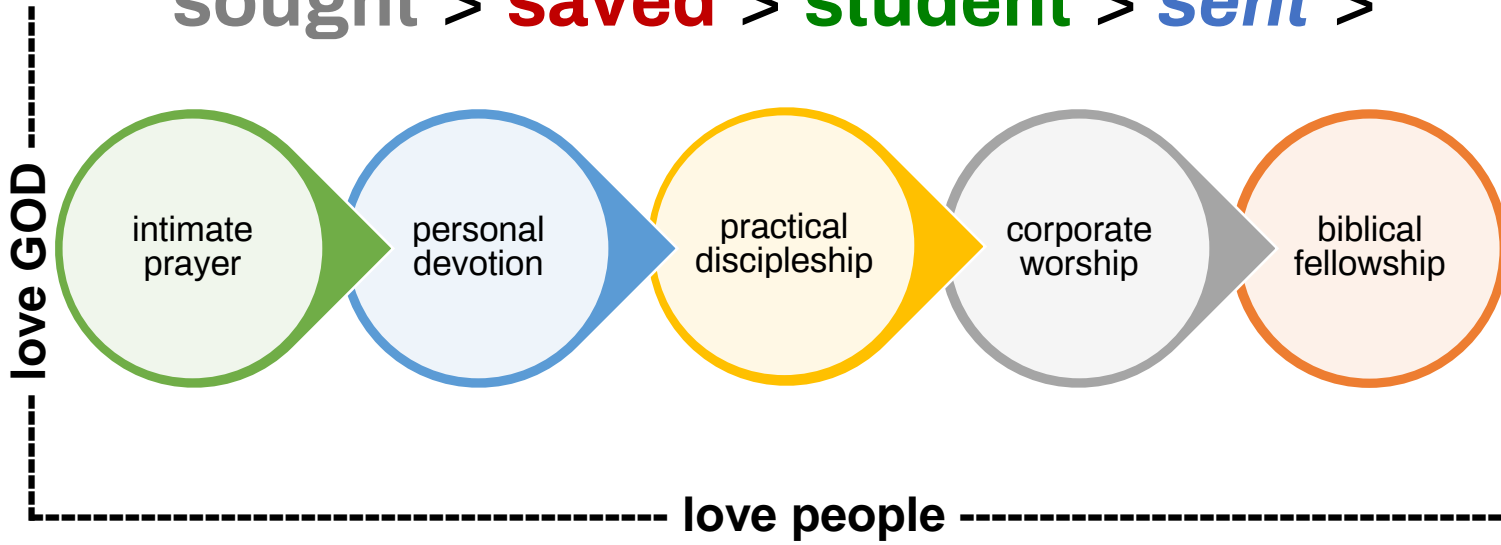 sought > saved > student > sent >
love GOD
intimate
prayer
personal
devotion
practical
discipleship
corporate
worship
biblical
fellowship
love people